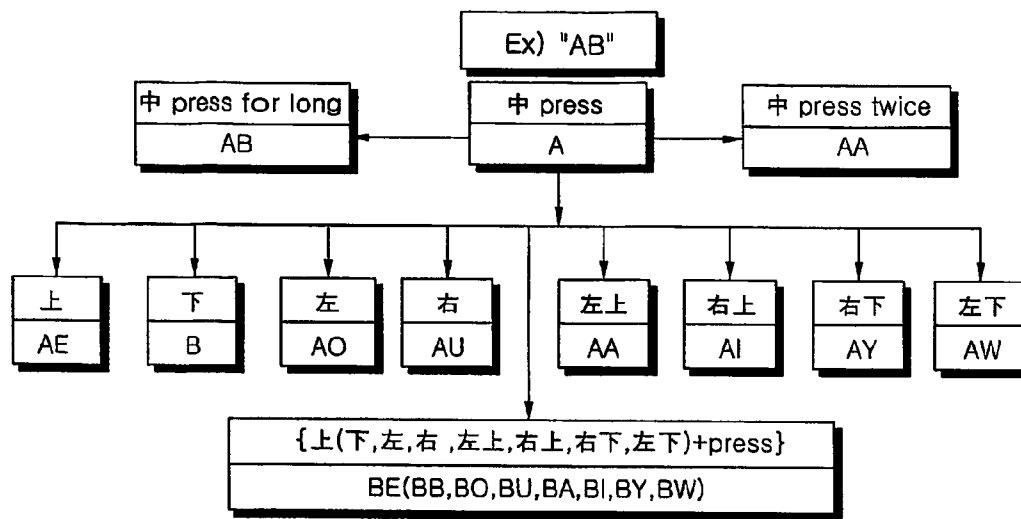 Ex) "AB"
中 press for long
AB
中 press
A
中 press twice
AA
上
AE
下
B
左
AO
右
AU
左上
AA
右上
AI
右下
AY
左下
AW
{上(下,左,右,左上,右上,右下,左下)+press}
BE(BB,BO,BU,BA,BI,BY,BW)